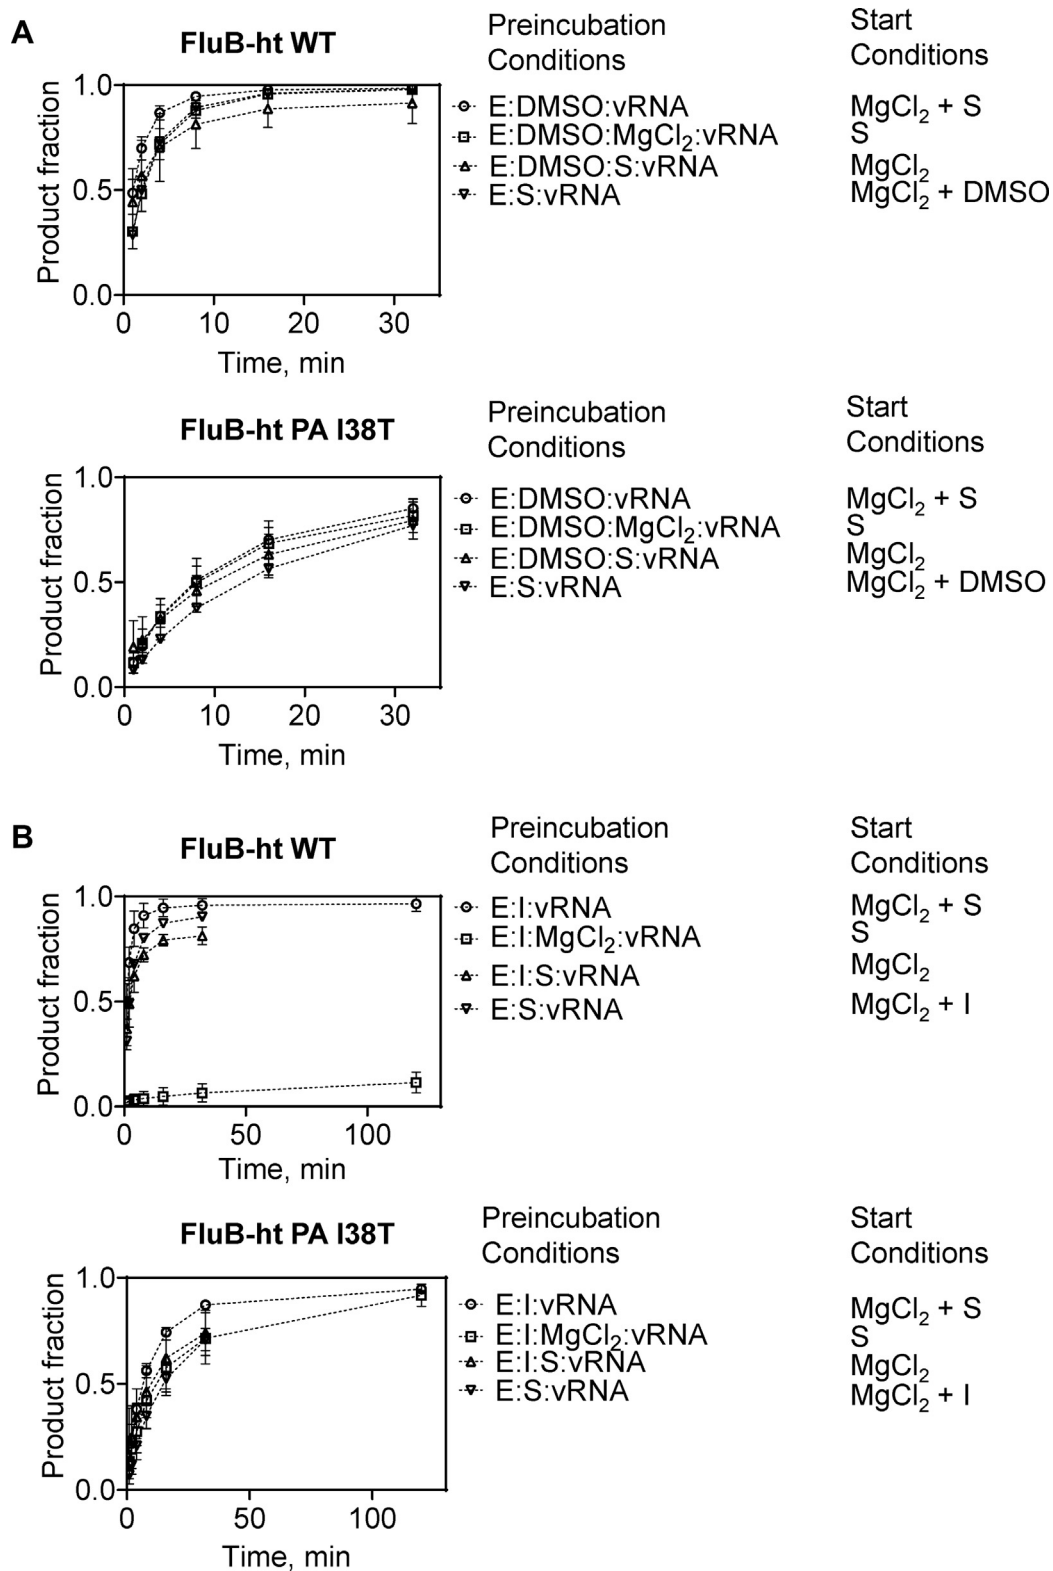 A
FluB-ht WT
Preincubation
Conditions
Start
Conditions
E:DMSO:vRNA
MgCl2 + S
E:DMSO:MgCl2:vRNA
S
E:DMSO:S:vRNA
MgCl2
E:S:vRNA
MgCl2 + DMSO
Product fraction
1.0
0.5
0.0
0 10 20 30
Time, min
FluB-ht PA I38T
Preincubation
Conditions
Start
Conditions
E:DMSO:vRNA
MgCl2 + S
E:DMSO:MgCl2:vRNA
S
E:DMSO:S:vRNA
MgCl2
E:S:vRNA
MgCl2 + DMSO
Product fraction
1.0
0.5
0.0
0 10 20 30
Time, min
B
FluB-ht WT
Preincubation
Conditions
Start
Conditions
E:I:vRNA
MgCl2 + S
E:I:MgCl2:vRNA
S
E:I:S:vRNA
MgCl2
E:S:vRNA
MgCl2 + I
Product fraction
1.0
0.5
0.0
0 50 100
Time, min
FluB-ht PA I38T
Preincubation
Conditions
Start
Conditions
E:I:vRNA
MgCl2 + S
E:I:MgCl2:vRNA
S
E:I:S:vRNA
MgCl2
E:S:vRNA
MgCl2 + I
Product fraction
1.0
0.5
0.0
0 50 100
Time, min